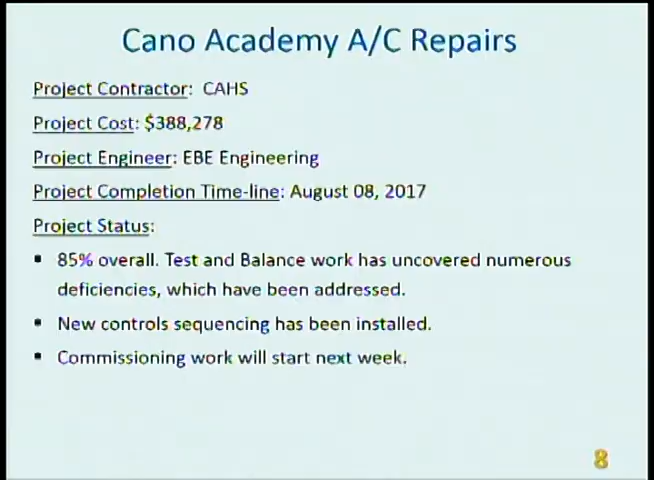 Cano Academy A/C Repairs
Project Contractor: CAHS
Project Cost: $388,278
Project Engineer: EBE Engineering
Project Completion Time-line: August 08, 2017
Project Status:
▪ 85% overall. Test and Balance work has uncovered numerous
deficiencies, which have been addressed.
▪ New controls sequencing has been installed.
▪ Commissioning work will start next week.
8